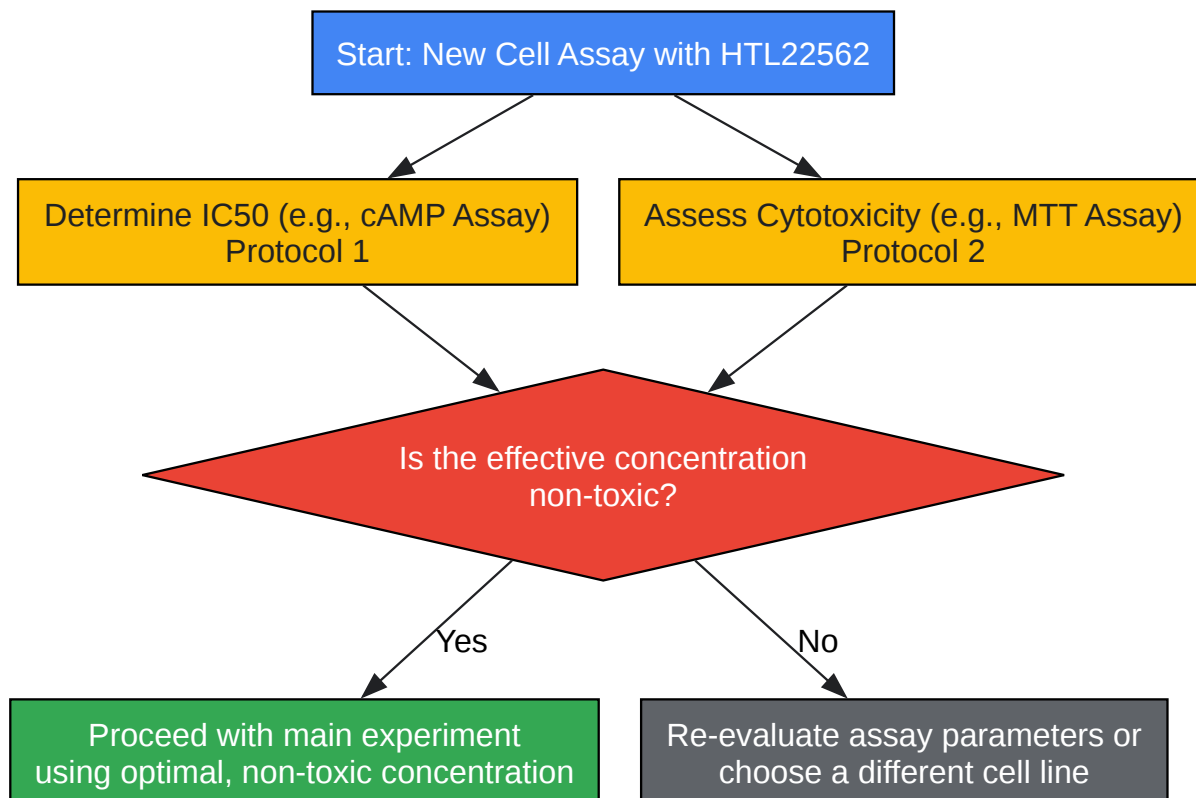 Start: New Cell Assay with HTL22562
Determine IC50 (e.g., cAMP Assay)
Protocol 1
Assess Cytotoxicity (e.g., MTT Assay)
Protocol 2
Is the effective concentration
non-toxic?
Yes
No
Proceed with main experiment
using optimal, non-toxic concentration
Re-evaluate assay parameters or
choose a different cell line